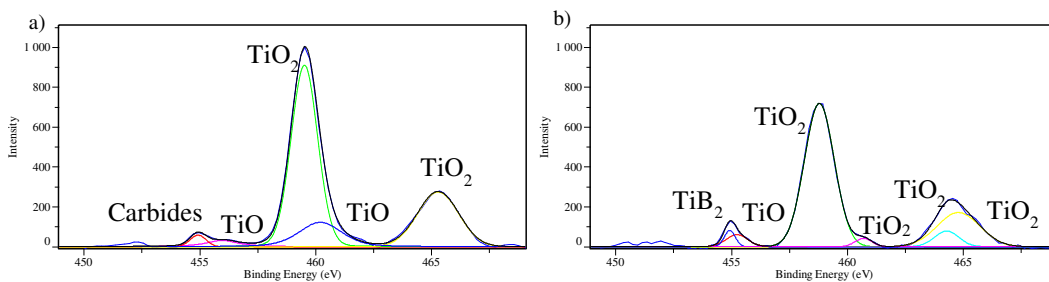 a)
1 000
800
600
400
200
0
Intensity
450
455
460
465
Binding Energy (eV)
Carbides
TiO
TiO2
TiO
TiO2
b)
1 000
800
600
400
200
0
Intensity
450
455
460
465
Binding Energy (eV)
TiB2
TiO
TiO2
TiO2
TiO2
TiO2